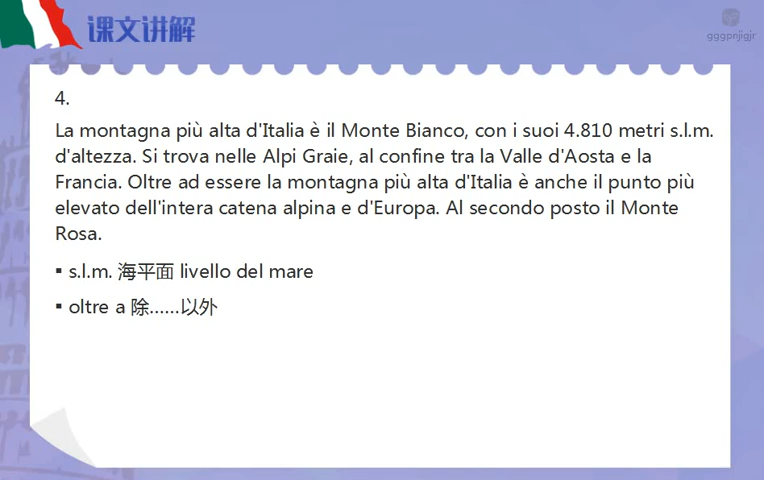 课文讲解
gggpnjigjr
4.
La montagna più alta d'Italia è il Monte Bianco, con i suoi 4.810 metri s.l.m.
d'altezza. Si trova nelle Alpi Graie, al confine tra la Valle d'Aosta e la
Francia. Oltre ad essere la montagna più alta d'Italia è anche il punto più
elevato dell'intera catena alpina e d'Europa. Al secondo posto il Monte
Rosa.
▪ s.l.m. 海平面 livello del mare
▪ oltre a 除……以外